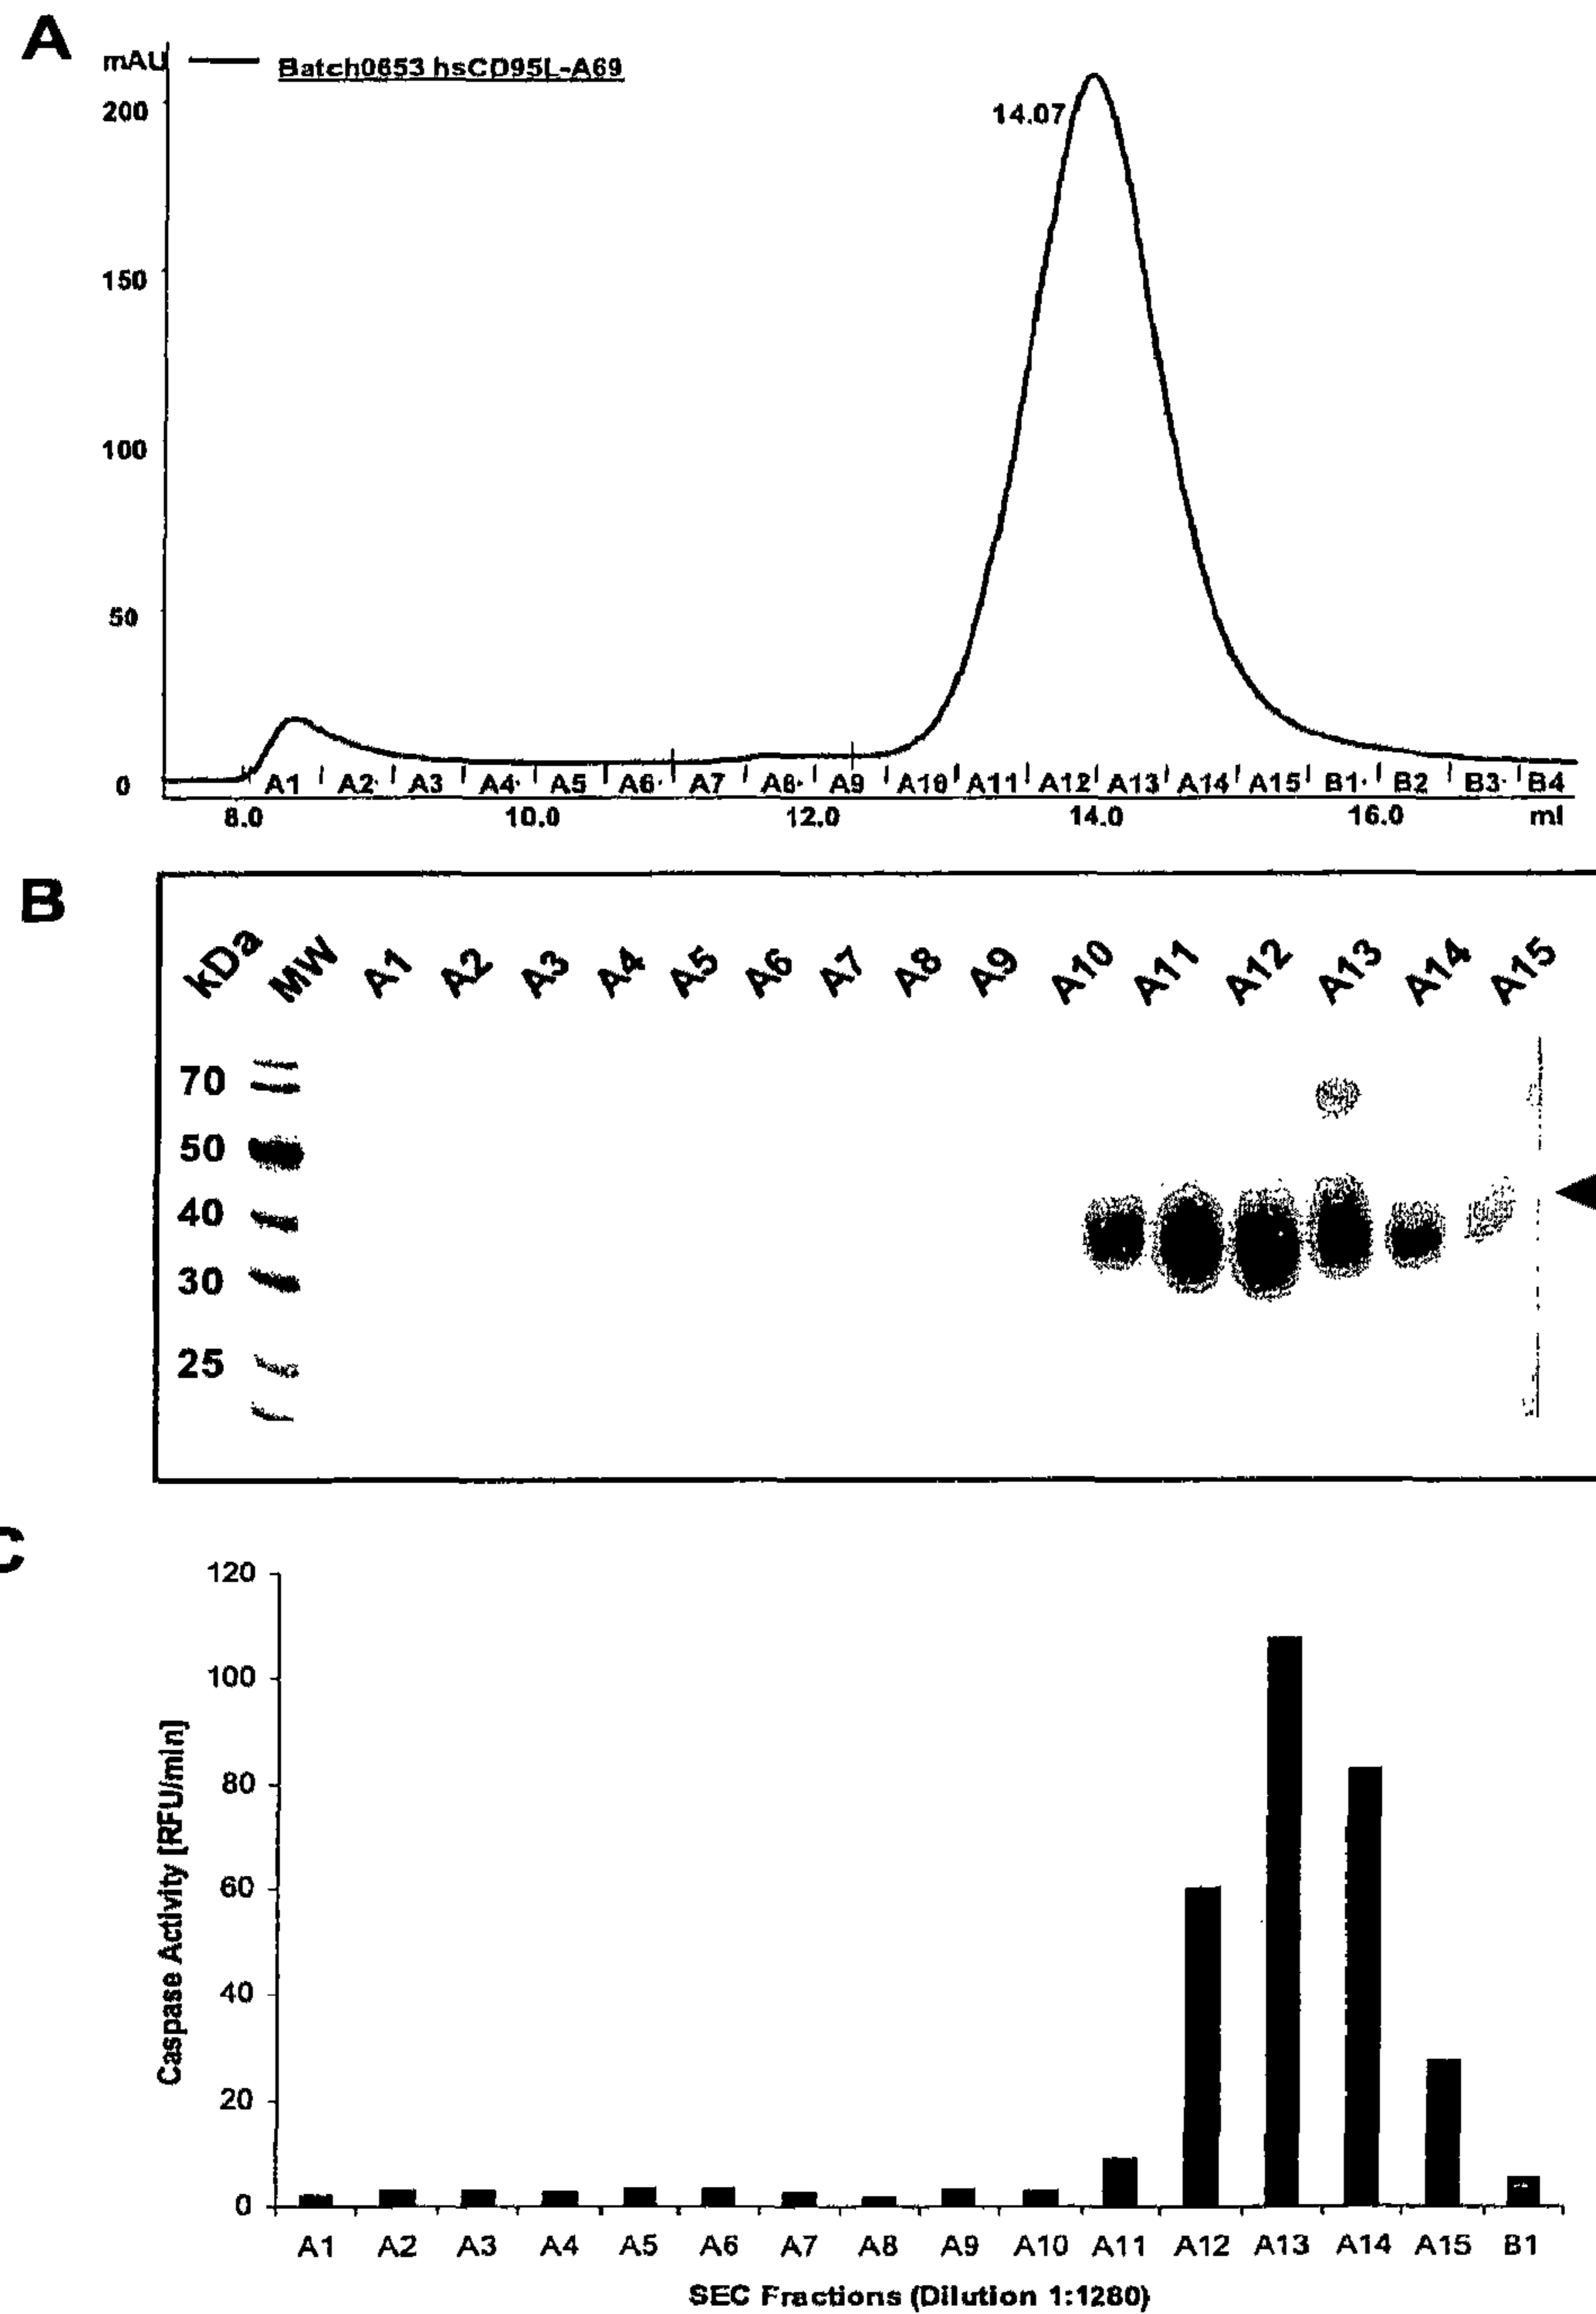 A
mAU Batch0653 hsCD95L-A69
14.07
200
150
100
50
0
A1 A2 A3 A4 A5 A6 A7 A8 A9 A10 A11 A12 A13 A14 A15 B1 B2 B3 B4
8.0 10.0 12.0 14.0 16.0 ml
B
kDa MW A1 A2 A3 A4 A5 A6 A7 A8 A9 A10 A11 A12 A13 A14 A15
70
50
40
30
25
C
Caspase Activity [RFU/min]
120
100
80
60
40
20
0
A1 A2 A3 A4 A5 A6 A7 A8 A9 A10 A11 A12 A13 A14 A15 B1
SEC Fractions (Dilution 1:1280)